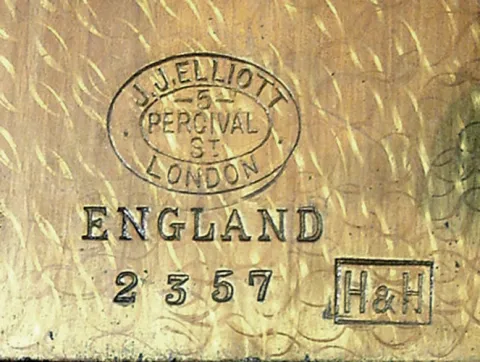 J.J. ELLIOTT
-5-
PERCIVAL
ST
LONDON
ENGLAND
2357
H&H